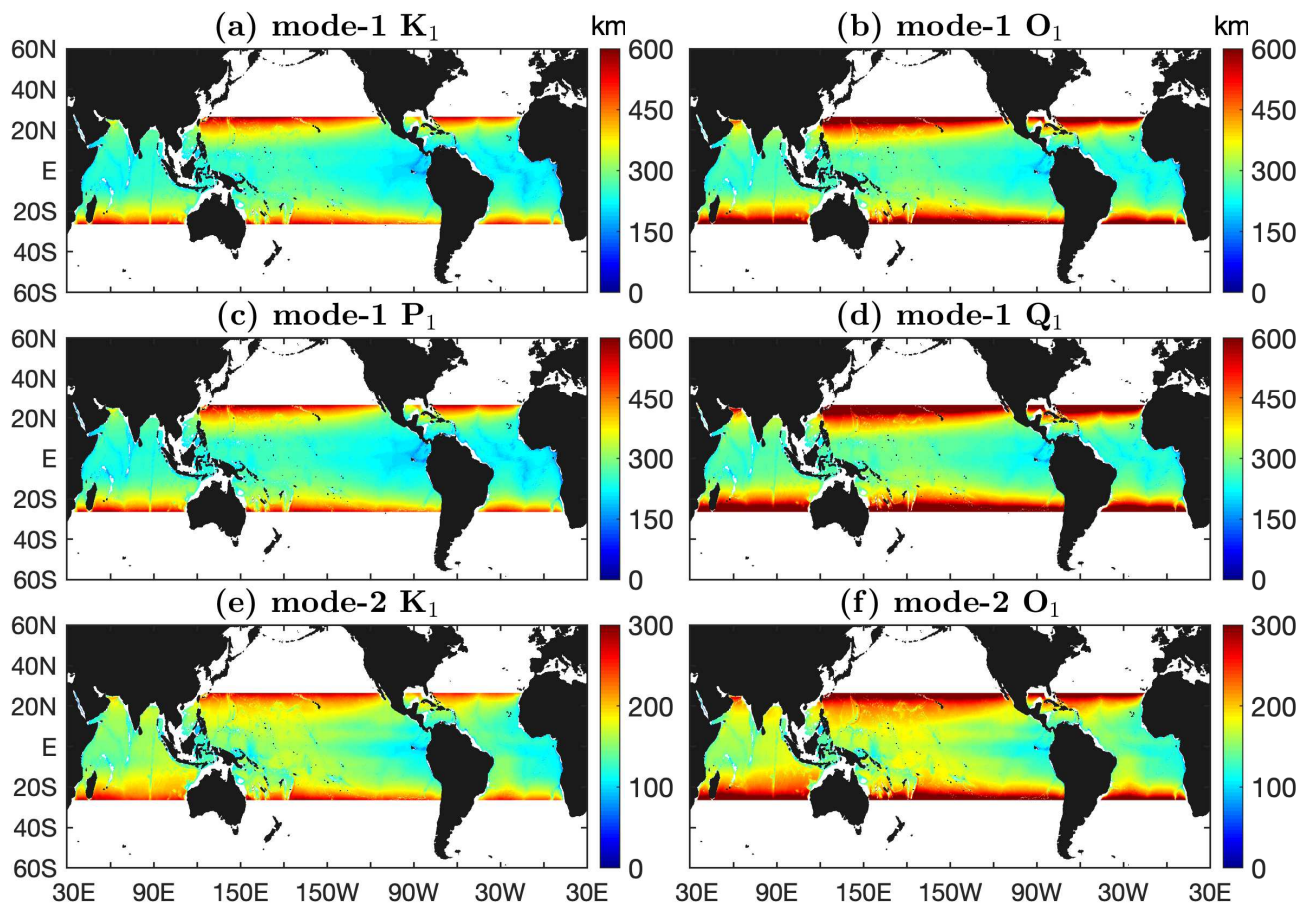 (a) mode-1 K₁ km
60N
40N
20N
E
20S
40S
60S
600
450
300
150
0
(b) mode-1 O₁ km
600
450
300
150
0
(c) mode-1 P₁
60N
40N
20N
E
20S
40S
60S
600
450
300
150
0
(d) mode-1 Q₁
600
450
300
150
0
(e) mode-2 K₁
60N
40N
20N
E
20S
40S
60S
300
200
100
0
30E 90E 150E 150W 90W 30W 30E
(f) mode-2 O₁
300
200
100
0
30E 90E 150E 150W 90W 30W 30E